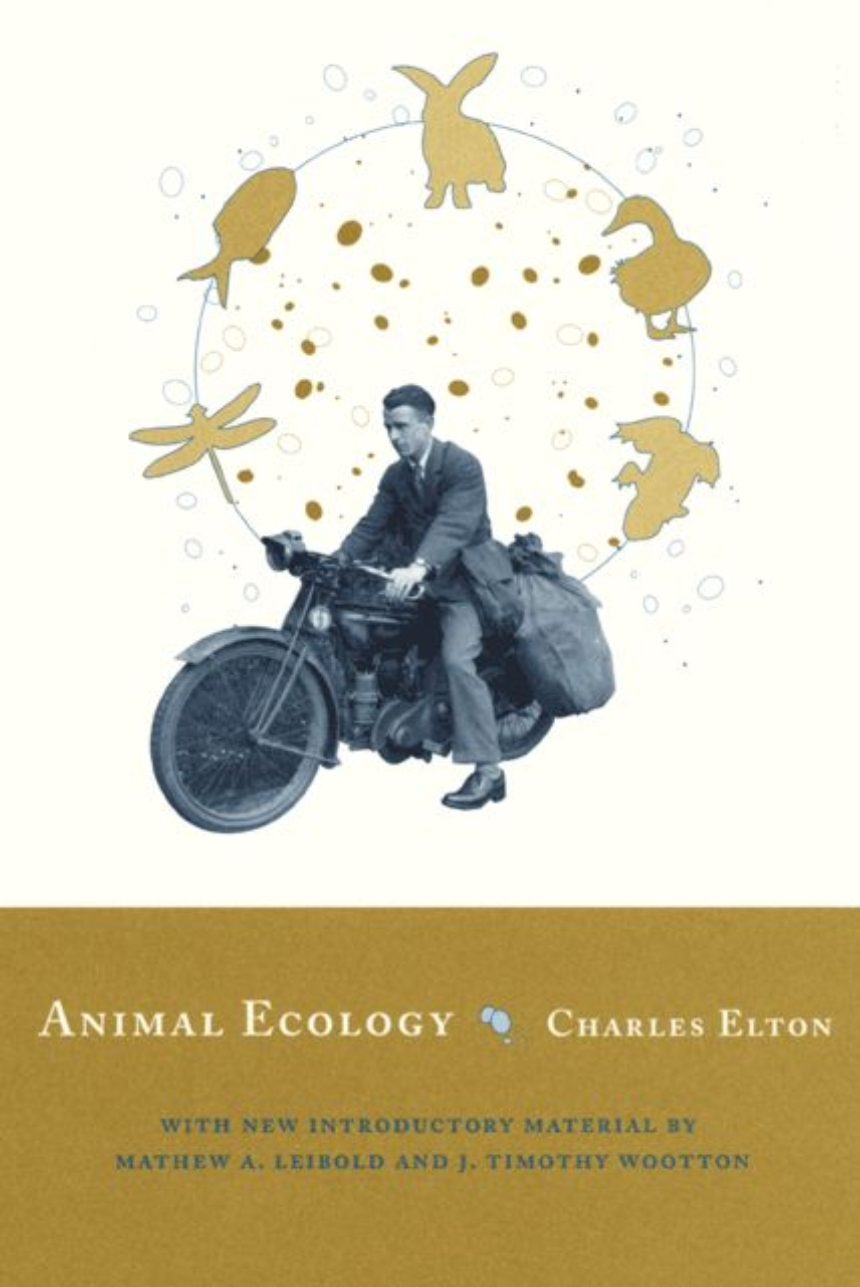 ANIMAL ECOLOGY CHARLES ELTON
WITH NEW INTRODUCTORY MATERIAL BY
MATHEW A. LEIBOLD AND J. TIMOTHY WOOTTON